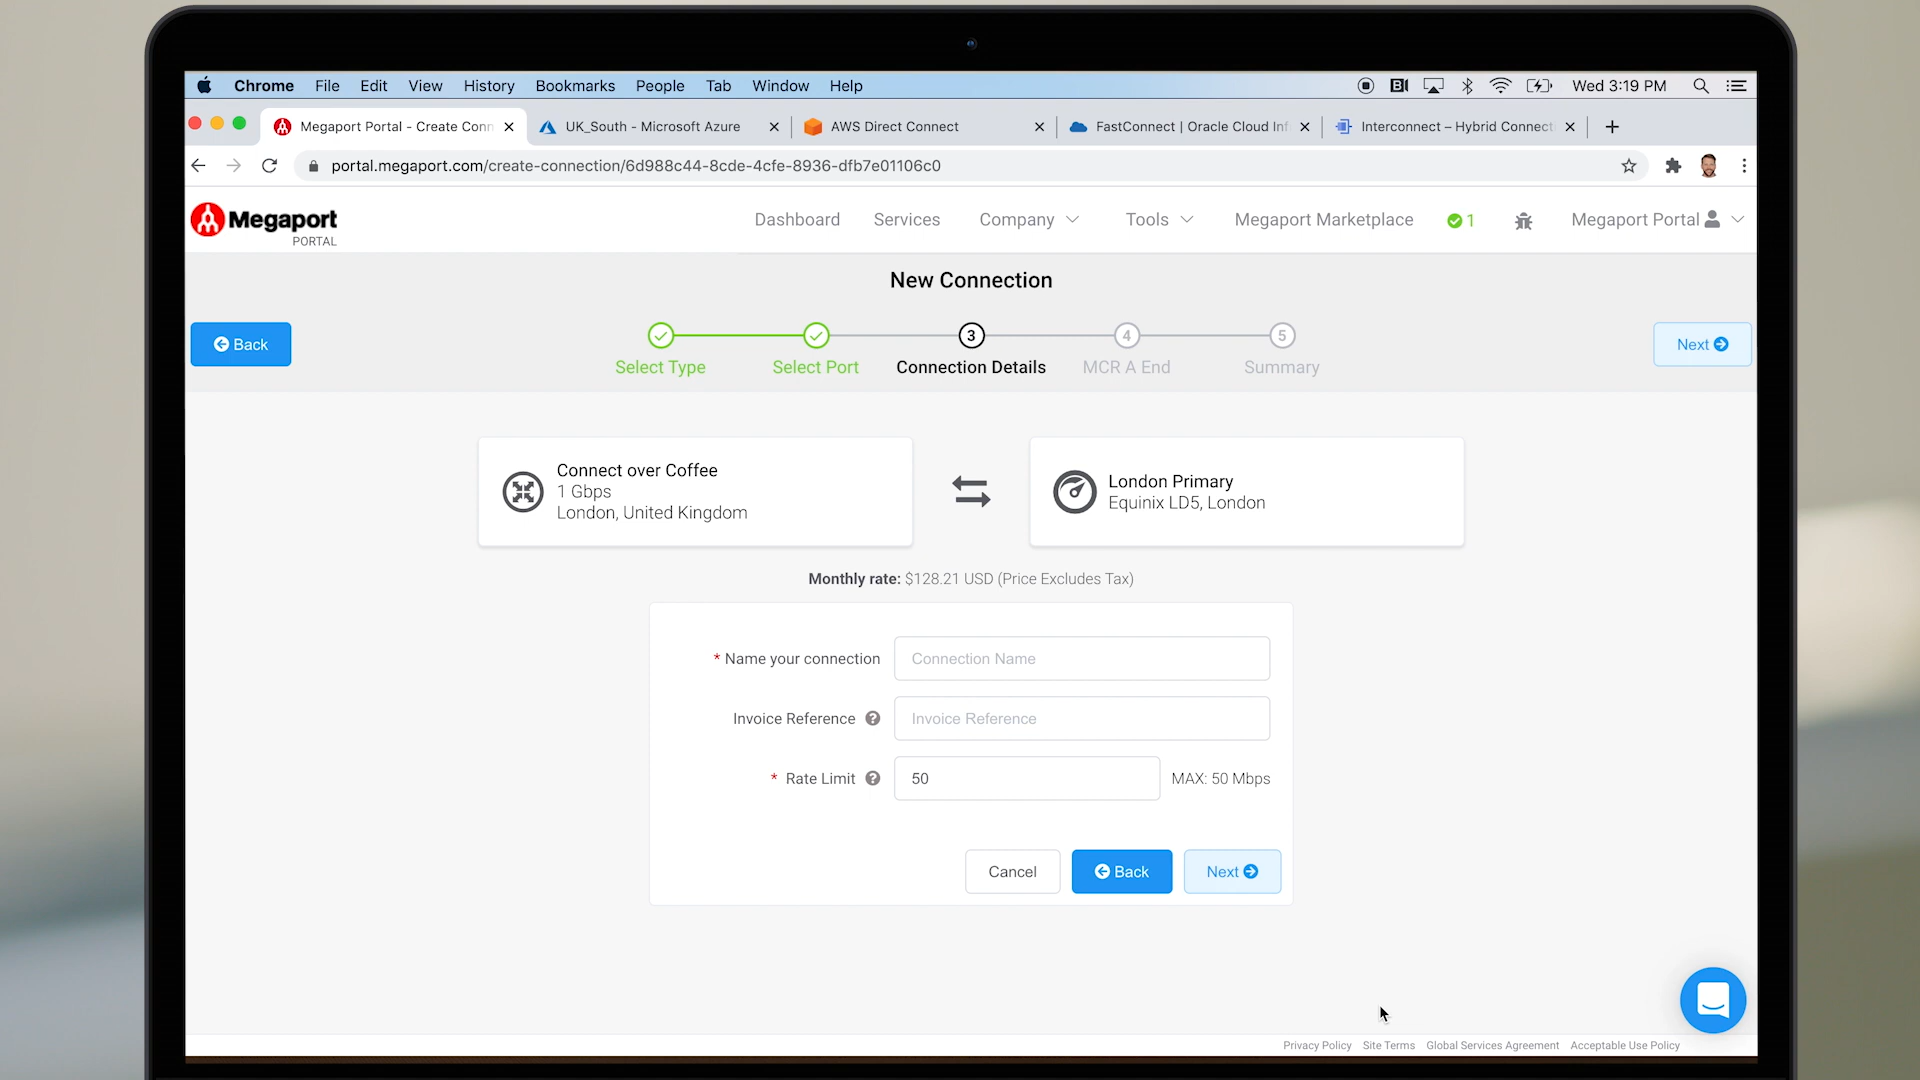 Chrome File Edit View History Bookmarks People Tab Window Help Wed 3:19 PM
Megaport Portal - Create Conn UK_South - Microsoft Azure AWS Direct Connect FastConnect | Oracle Cloud Inf Interconnect – Hybrid Connecti
portal.megaport.com/create-connection/6d988c44-8cde-4cfe-8936-dfb7e01106c0
Megaport
PORTAL
Dashboard Services Company Tools Megaport Marketplace 1 Megaport Portal
New Connection
Back
3 4 5
Next
Select Type Select Port Connection Details MCR A End Summary
Connect over Coffee
1 Gbps
London, United Kingdom
London Primary
Equinix LD5, London
Monthly rate: $128.21 USD (Price Excludes Tax)
* Name your connection Connection Name
Invoice Reference ? Invoice Reference
* Rate Limit ? 50 MAX: 50 Mbps
Cancel Back Next
Privacy Policy Site Terms Global Services Agreement Acceptable Use Policy